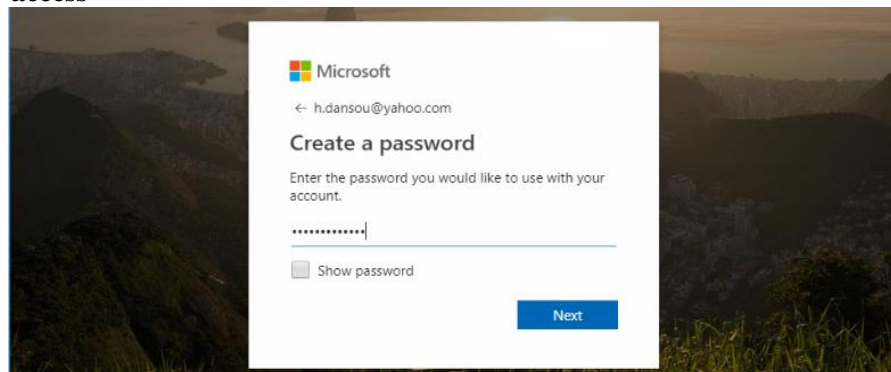 access
Microsoft
← h.dansou@yahoo.com
Create a password
Enter the password you would like to use with your
account.
•••••••••••••
Show password
Next